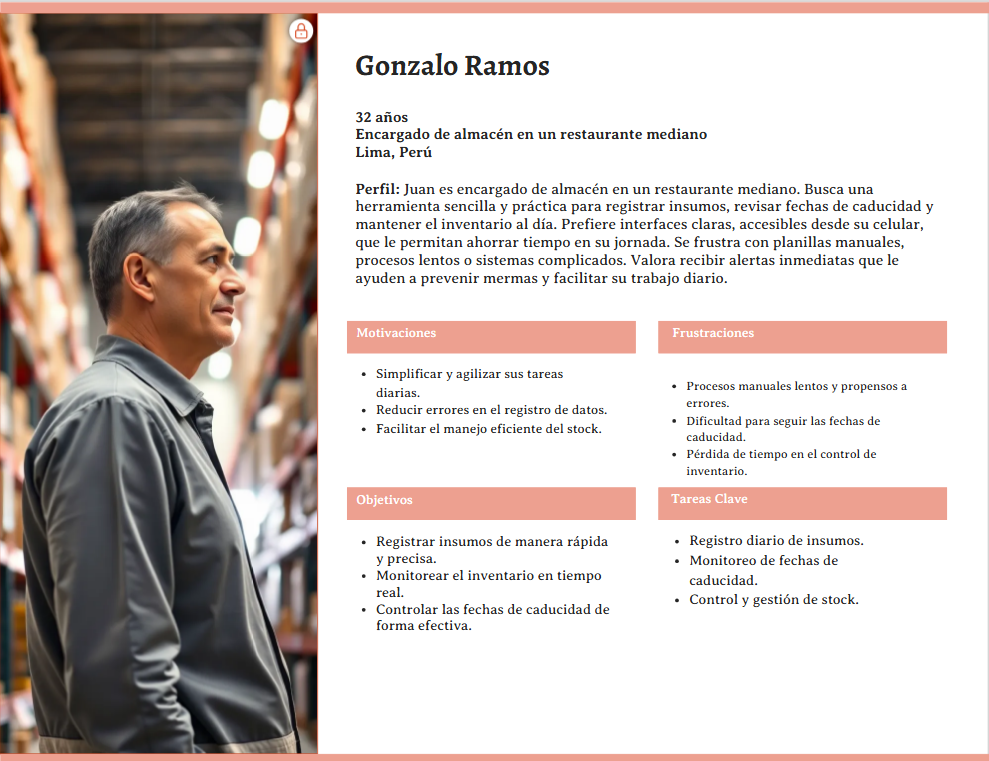 Gonzalo Ramos
32 años
Encargado de almacén en un restaurante mediano
Lima, Perú
Perfil: Juan es encargado de almacén en un restaurante mediano. Busca una
herramienta sencilla y práctica para registrar insumos, revisar fechas de caducidad y
mantener el inventario al día. Prefiere interfaces claras, accesibles desde su celular,
que le permitan ahorrar tiempo en su jornada. Se frustra con planillas manuales,
procesos lentos o sistemas complicados. Valora recibir alertas inmediatas que le
ayuden a prevenir mermas y facilitar su trabajo diario.
Motivaciones
• Simplificar y agilizar sus tareas
diarias.
• Reducir errores en el registro de datos.
• Facilitar el manejo eficiente del stock.
Frustraciones
• Procesos manuales lentos y propensos a
errores.
• Dificultad para seguir las fechas de
caducidad.
• Pérdida de tiempo en el control de
inventario.
Objetivos
• Registrar insumos de manera rápida
y precisa.
• Monitorear el inventario en tiempo
real.
• Controlar las fechas de caducidad de
forma efectiva.
Tareas Clave
• Registro diario de insumos.
• Monitoreo de fechas de
caducidad.
• Control y gestión de stock.